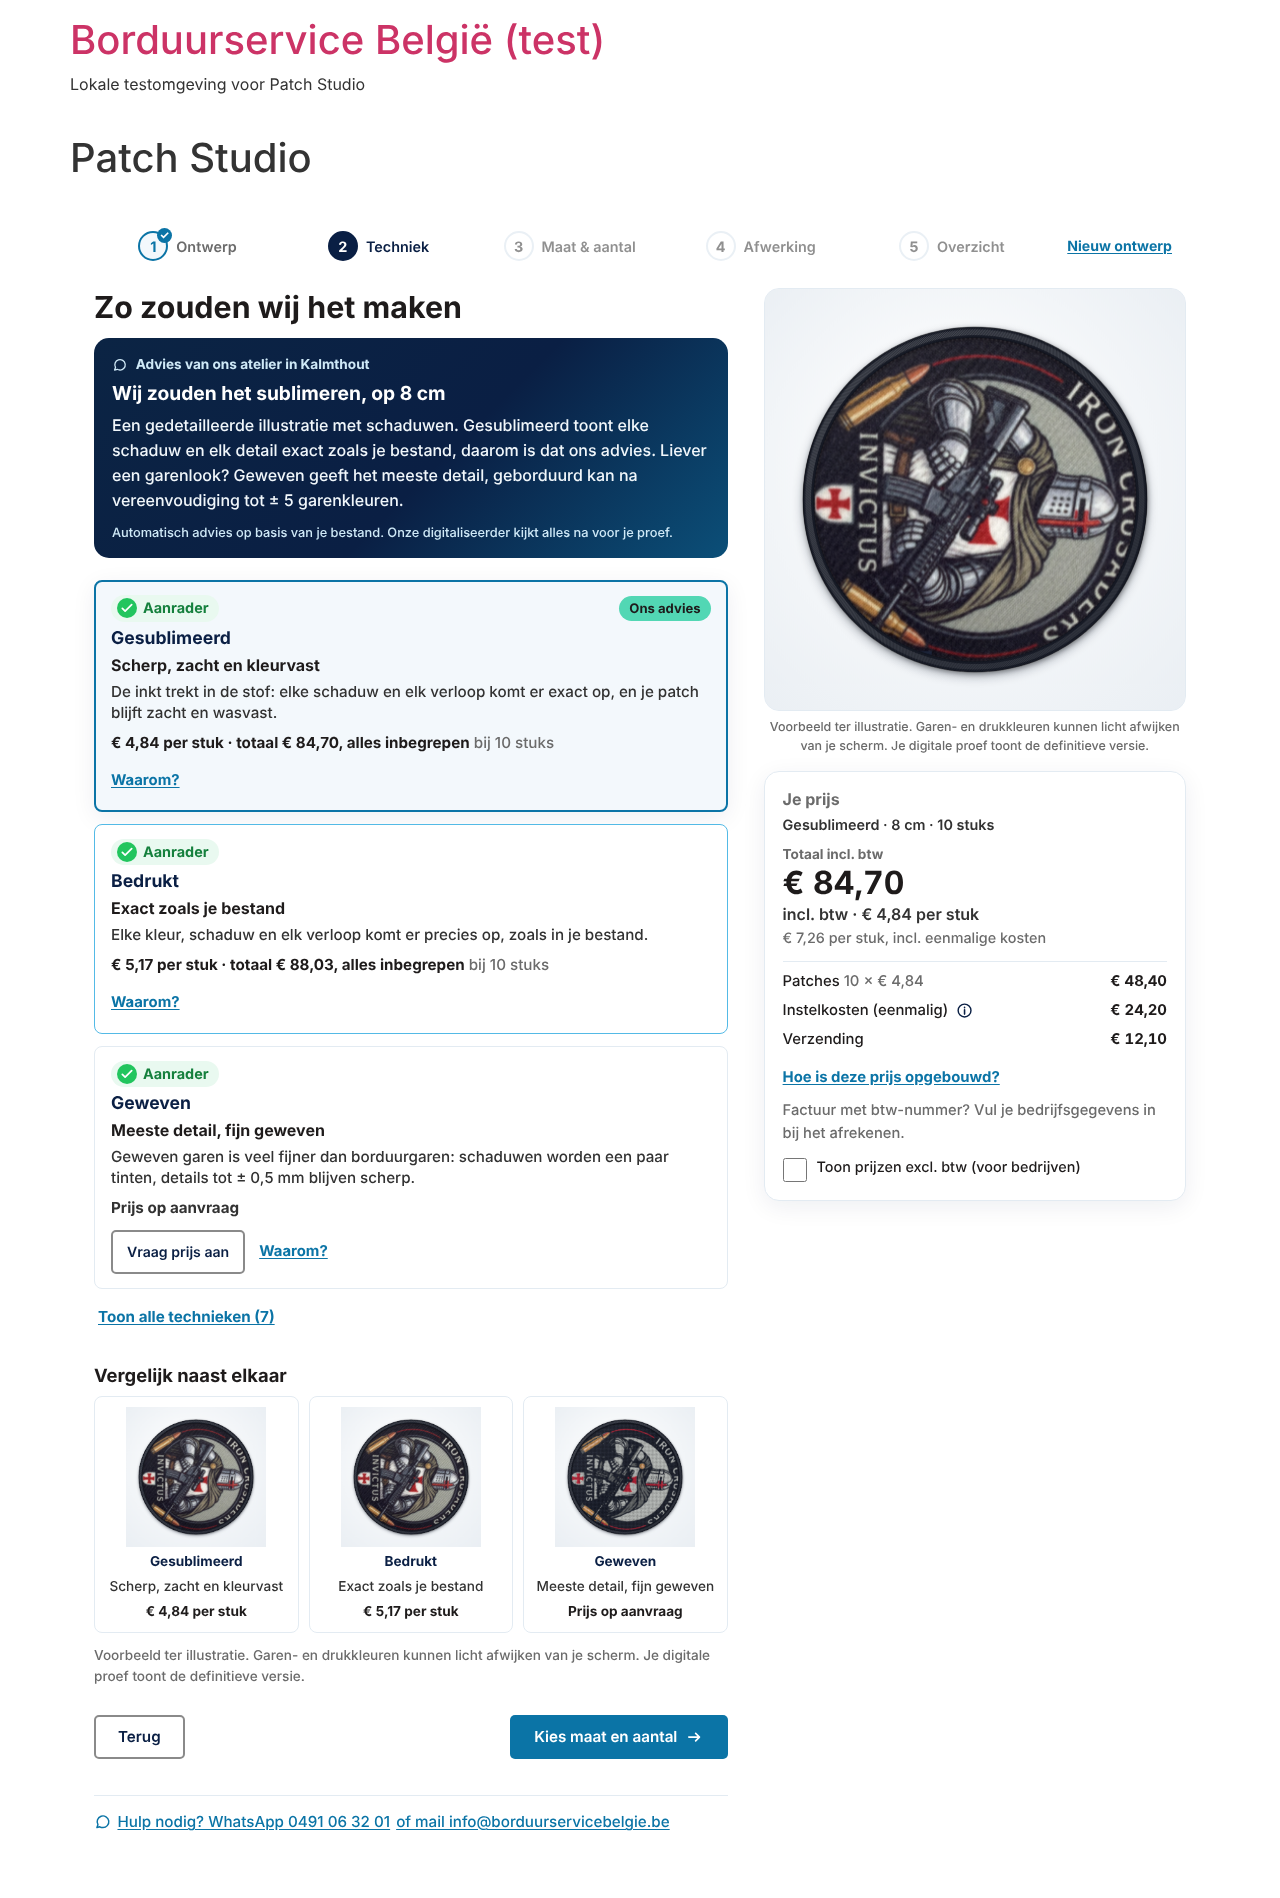 Borduurservice België (test)
Lokale testomgeving voor Patch Studio
Patch Studio
1 Ontwerp
2 Techniek
3 Maat & aantal
4 Afwerking
5 Overzicht
Nieuw ontwerp
Zo zouden wij het maken
Advies van ons atelier in Kalmthout
Wij zouden het sublimeren, op 8 cm
Een gedetailleerde illustratie met schaduwen. Gesublimeerd toont elke
schaduw en elk detail exact zoals je bestand, daarom is dat ons advies. Liever
een garenlook? Geweven geeft het meeste detail, geborduurd kan na
vereenvoudiging tot ± 5 garenkleuren.
Automatisch advies op basis van je bestand. Onze digitaliseerder kijkt alles na voor je proef.
Aanrader
Ons advies
Gesublimeerd
Scherp, zacht en kleurvast
De inkt trekt in de stof: elke schaduw en elk verloop komt er exact op, en je patch
blijft zacht en wasvast.
€ 4,84 per stuk · totaal € 84,70, alles inbegrepen bij 10 stuks
Waarom?
Aanrader
Bedrukt
Exact zoals je bestand
Elke kleur, schaduw en elk verloop komt er precies op, zoals in je bestand.
€ 5,17 per stuk · totaal € 88,03, alles inbegrepen bij 10 stuks
Waarom?
Aanrader
Geweven
Meeste detail, fijn geweven
Geweven garen is veel fijner dan borduurgaren: schaduwen worden een paar
tinten, details tot ± 0,5 mm blijven scherp.
Prijs op aanvraag
Vraag prijs aan
Waarom?
Toon alle technieken (7)
Vergelijk naast elkaar
IRON CRUSADERS
INVICTUS
Gesublimeerd
Scherp, zacht en kleurvast
€ 4,84 per stuk
IRON CRUSADERS
INVICTUS
Bedrukt
Exact zoals je bestand
€ 5,17 per stuk
IRON CRUSADERS
INVICTUS
Geweven
Meeste detail, fijn geweven
Prijs op aanvraag
Voorbeeld ter illustratie. Garen- en drukkleuren kunnen licht afwijken van je scherm. Je digitale
proef toont de definitieve versie.
Terug
Kies maat en aantal
Hulp nodig? WhatsApp 0491 06 32 01 of mail info@borduurservicebelgie.be
IRON CRUSADERS
INVICTUS
Voorbeeld ter illustratie. Garen- en drukkleuren kunnen licht afwijken
van je scherm. Je digitale proef toont de definitieve versie.
Je prijs
Gesublimeerd · 8 cm · 10 stuks
Totaal incl. btw
€ 84,70
incl. btw · € 4,84 per stuk
€ 7,26 per stuk, incl. eenmalige kosten
Patches 10 × € 4,84 € 48,40
Instelkosten (eenmalig) € 24,20
Verzending € 12,10
Hoe is deze prijs opgebouwd?
Factuur met btw-nummer? Vul je bedrijfsgegevens in
bij het afrekenen.
Toon prijzen excl. btw (voor bedrijven)